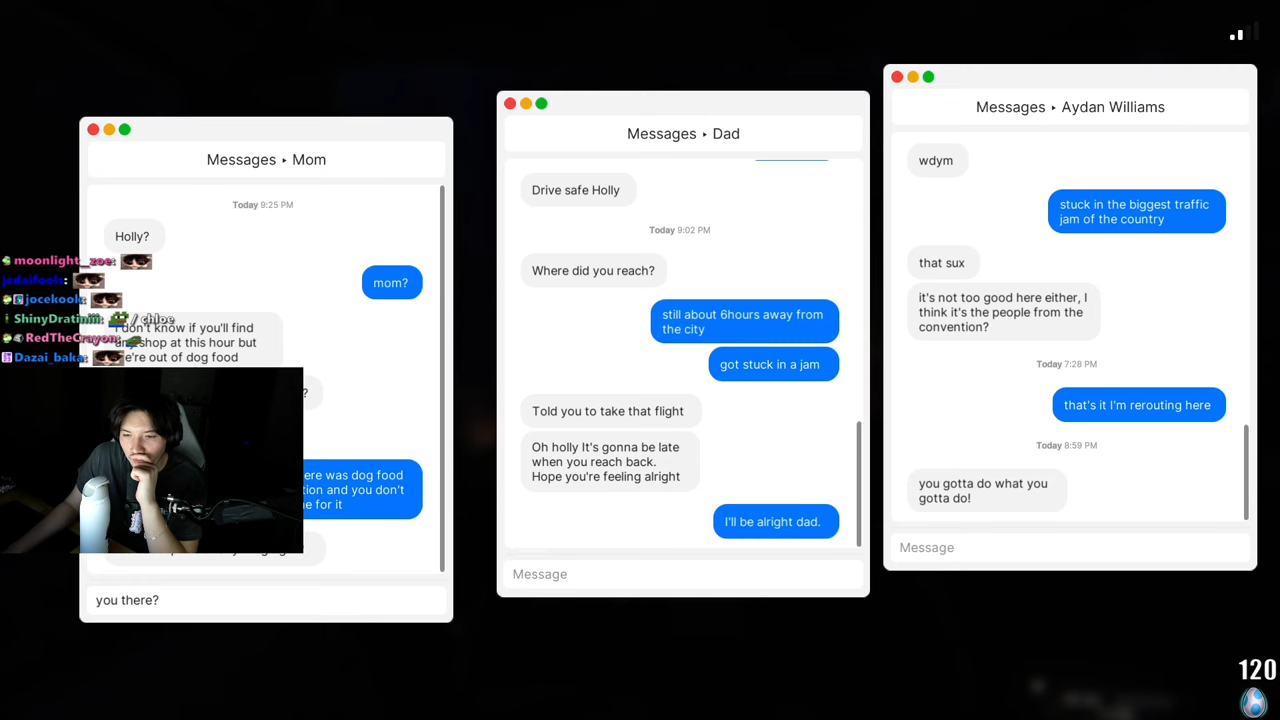 Messages ▸ Mom
Today 9:25 PM
Holly?
mom?
don't know if you'll find
shop at this hour but
e're out of dog food
?
ere was dog food
tion and you don't
e for it
you there?
moonlight_zoe:
jedaifools:
jocekook:
ShinyDratiniii: / chloe
RedTheCrayon:
Dazai_baka:
Messages ▸ Dad
Drive safe Holly
Today 9:02 PM
Where did you reach?
still about 6hours away from
the city
got stuck in a jam
Told you to take that flight
Oh holly It's gonna be late
when you reach back.
Hope you're feeling alright
I'll be alright dad.
Message
Messages ▸ Aydan Williams
wdym
stuck in the biggest traffic
jam of the country
that sux
it's not too good here either, I
think it's the people from the
convention?
Today 7:28 PM
that's it I'm rerouting here
Today 8:59 PM
you gotta do what you
gotta do!
Message
120